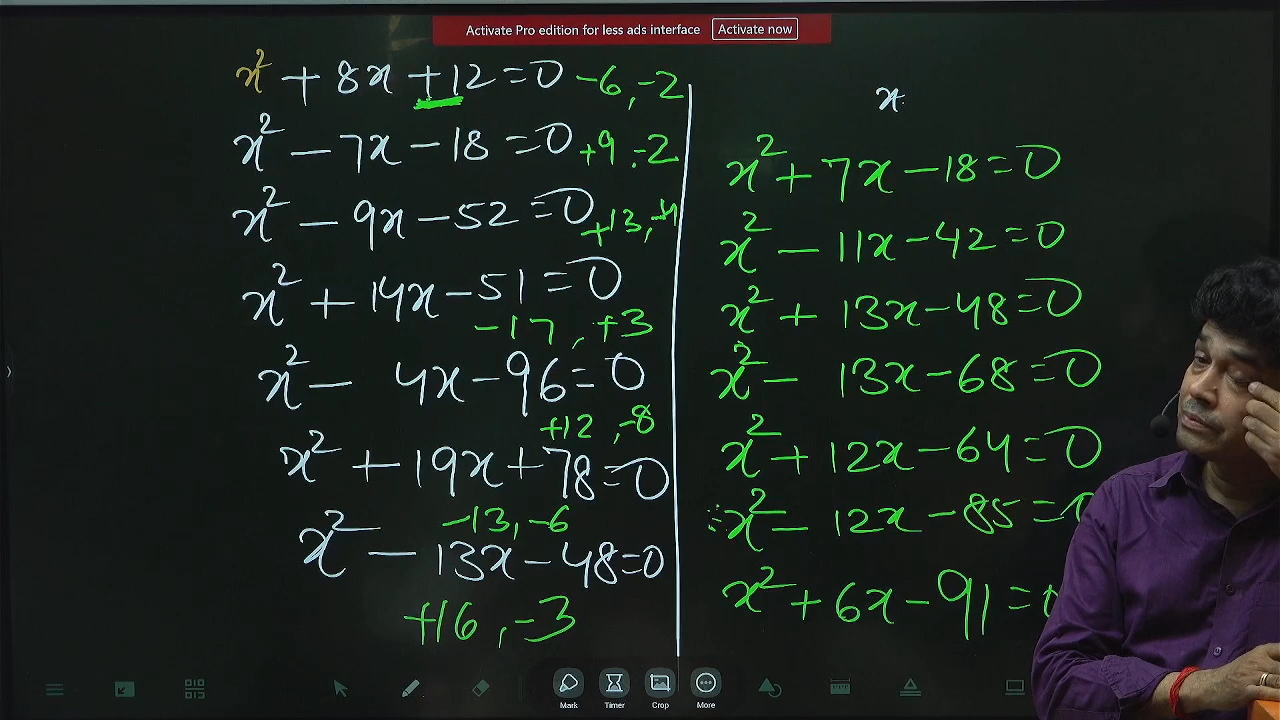 Activate Pro edition for less ads interface Activate now
x² + 8x + 12 = 0 -6, -2
x² - 7x - 18 = 0 +9, -2
x² - 9x - 52 = 0 +13, -4
x² + 14x - 51 = 0
-17, +3
x² - 4x - 96 = 0
+12, -8
x² + 19x + 78 = 0
-13, -6
x² - 13x - 48 = 0
+16, -3
x
x² + 7x - 18 = 0
x² - 11x - 42 = 0
x² + 13x - 48 = 0
x² - 13x - 68 = 0
x² + 12x - 64 = 0
x² - 12x - 85 = 0
x² + 6x - 91 = 0
Mark Timer Crop More